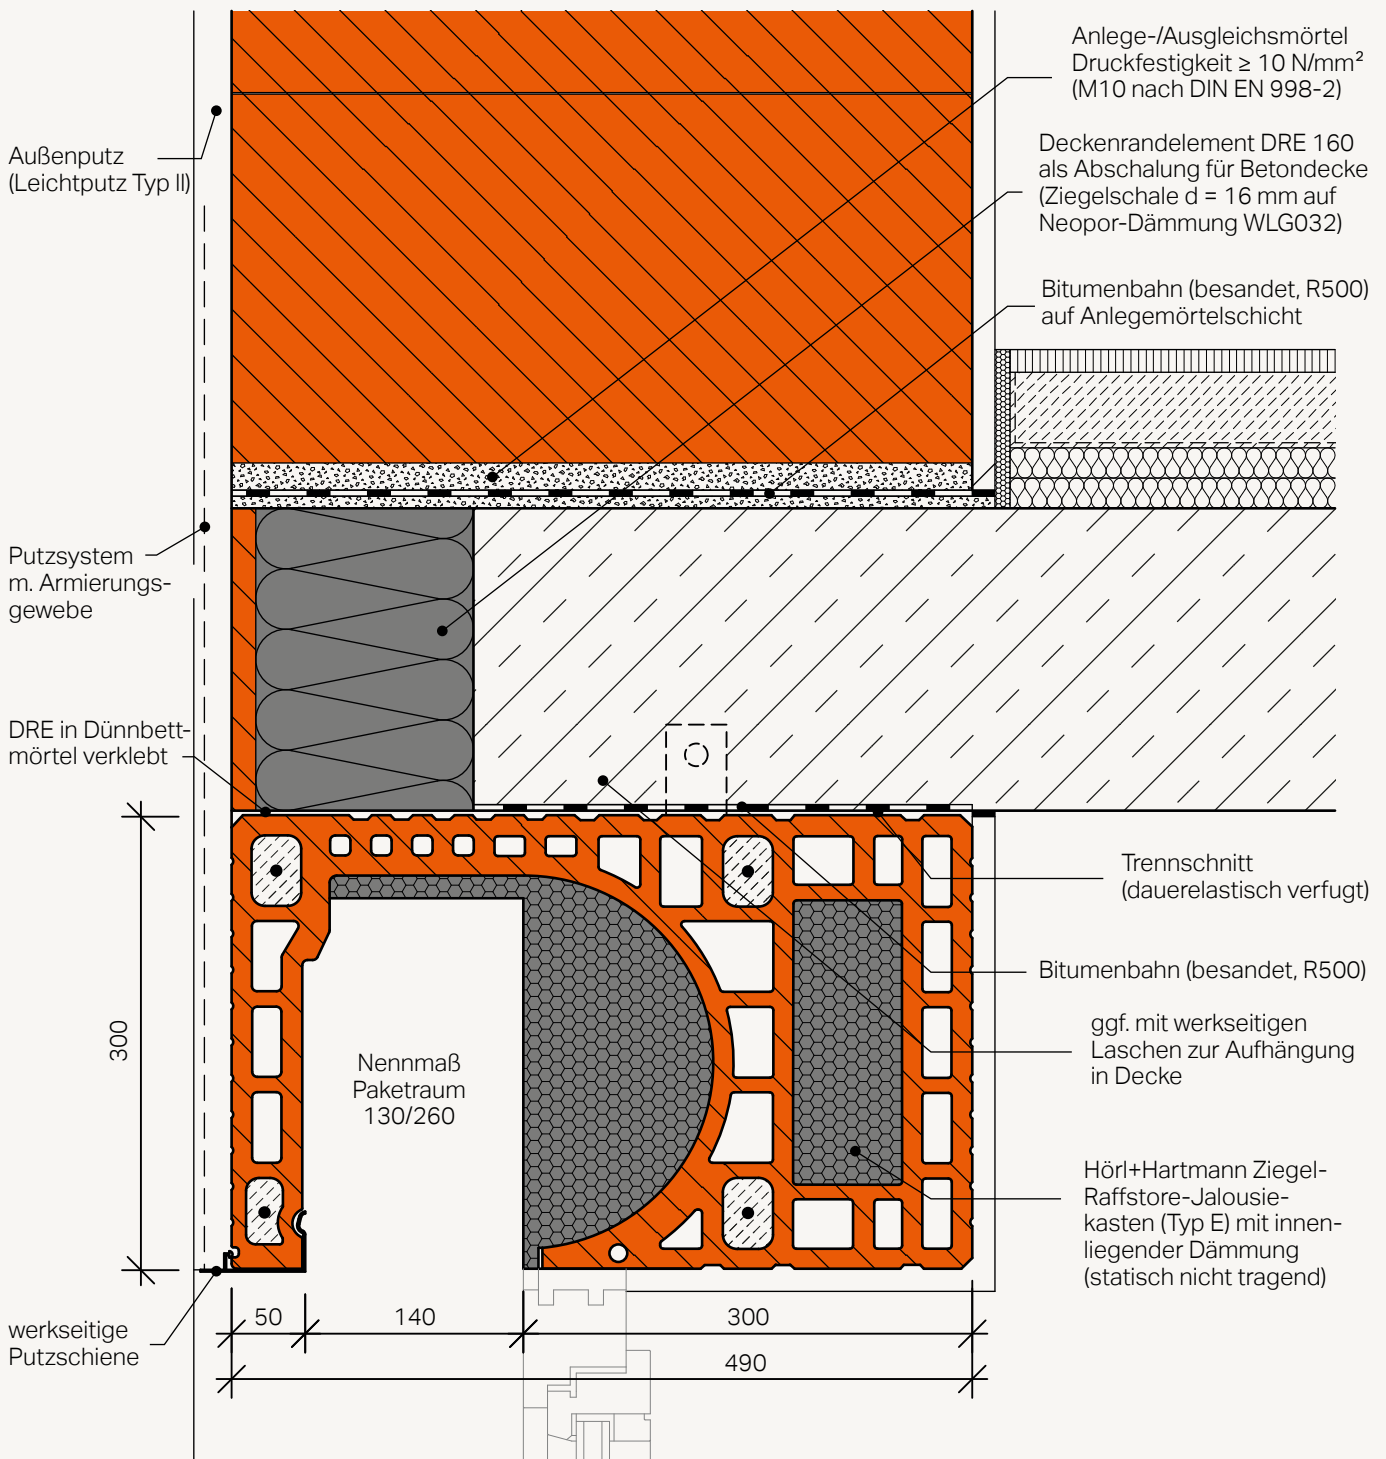 Anlege-/Ausgleichsmörtel
Druckfestigkeit ≥ 10 N/mm²
(M10 nach DIN EN 998-2)
Deckenrandelement DRE 160
als Abschalung für Betondecke
(Ziegelschale d = 16 mm auf
Neopor-Dämmung WLG032)
Bitumenbahn (besandet, R500)
auf Anlegemörtelschicht
Außenputz
(Leichtputz Typ II)
Putzsystem
m. Armierungs-
gewebe
DRE in Dünnbett-
mörtel verklebt
Trennschnitt
(dauerelastisch verfugt)
Bitumenbahn (besandet, R500)
ggf. mit werkseitigen
Laschen zur Aufhängung
in Decke
Hörl+Hartmann Ziegel-
Raffstore-Jalousie-
kasten (Typ E) mit innen-
liegender Dämmung
(statisch nicht tragend)
300
Nennmaß
Paketraum
130/260
werkseitige
Putzschiene
50
140
300
490